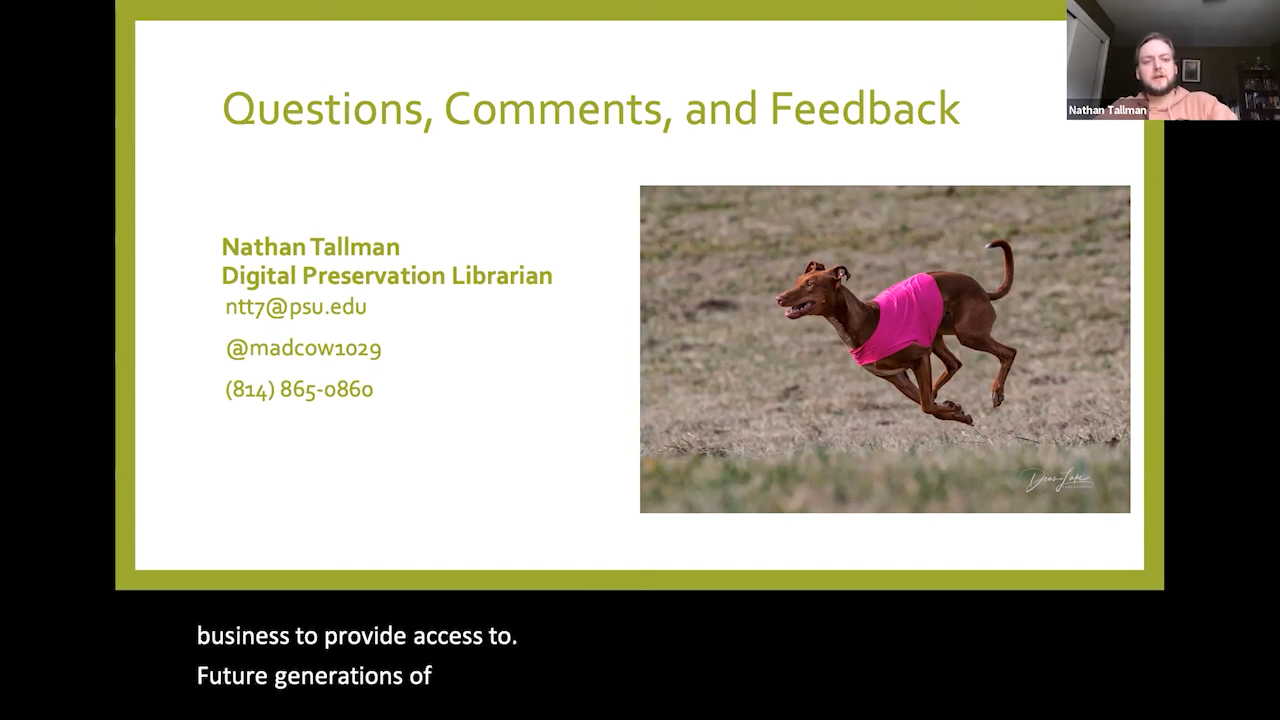 Questions, Comments, and Feedback
Nathan Tallman
Nathan Tallman
Digital Preservation Librarian
ntt7@psu.edu
@madcow1029
(814) 865-0860
business to provide access to.
Future generations of